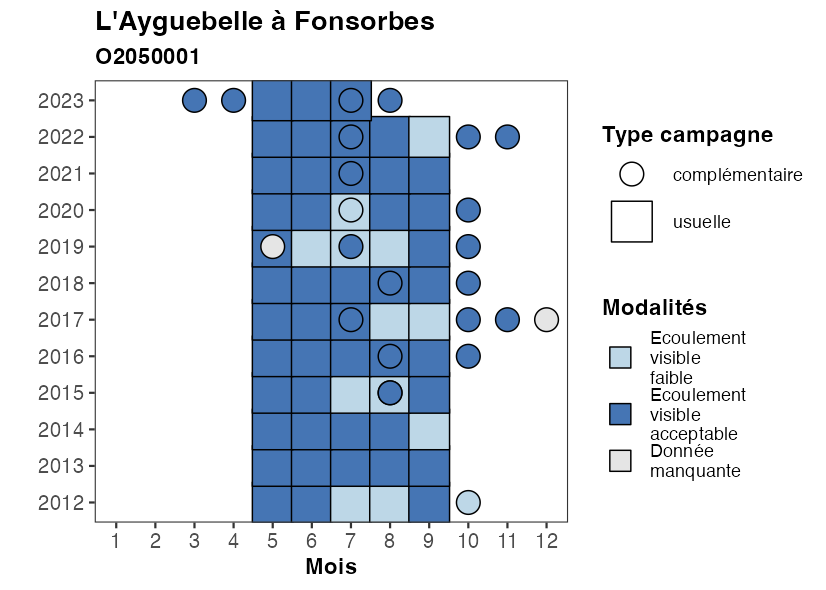 L'Ayguebelle à Fonsorbes
O2050001
2023
2022
2021
2020
2019
2018
2017
2016
2015
2014
2013
2012
1 2 3 4 5 6 7 8 9 10 11 12
Mois
Type campagne
complémentaire
usuelle
Modalités
Ecoulement
visible
faible
Ecoulement
visible
acceptable
Donnée
manquante